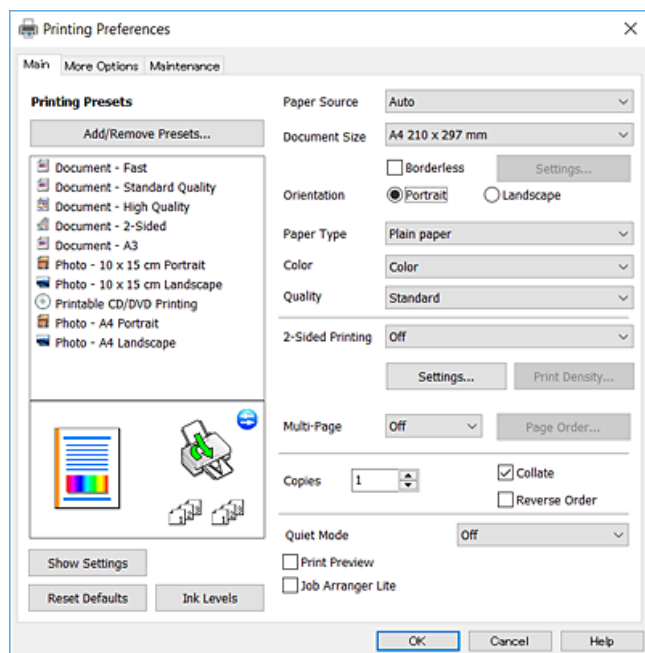 Printing Preferences
Main
More Options
Maintenance
Printing Presets
Add/Remove Presets...
Document - Fast
Document - Standard Quality
Document - High Quality
Document - 2-Sided
Document - A3
Photo - 10 x 15 cm Portrait
Photo - 10 x 15 cm Landscape
Printable CD/DVD Printing
Photo - A4 Portrait
Photo - A4 Landscape
Show Settings
Reset Defaults
Ink Levels
Paper Source
Auto
Document Size
A4 210 x 297 mm
Borderless
Settings...
Orientation
Portrait
Landscape
Paper Type
Plain paper
Color
Color
Quality
Standard
2-Sided Printing
Off
Settings...
Print Density...
Multi-Page
Off
Page Order...
Copies
1
Collate
Reverse Order
Quiet Mode
Off
Print Preview
Job Arranger Lite
OK
Cancel
Help